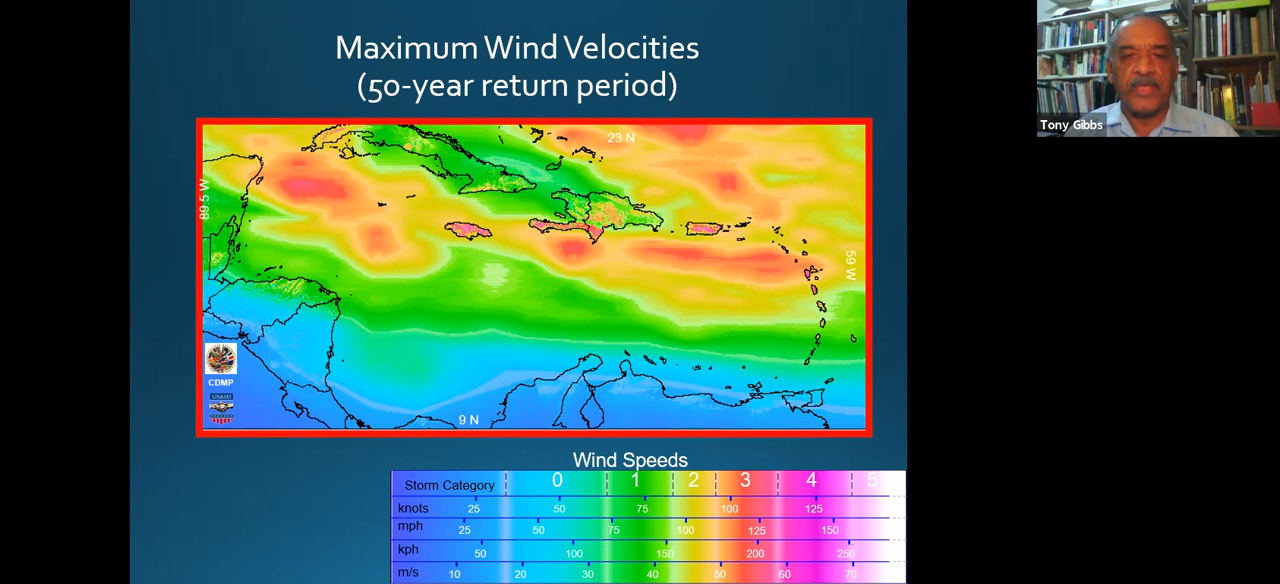 Maximum Wind Velocities
(50-year return period)
23 N
89.5 W
59 W
CDMP
USAID
9 N
Wind Speeds
Storm Category 0 1 2 3 4 5
knots 25 50 75 100 125
mph 25 50 75 100 125 150
kph 50 100 150 200 250
m/s 10 20 30 40 50 60 70
Tony Gibbs